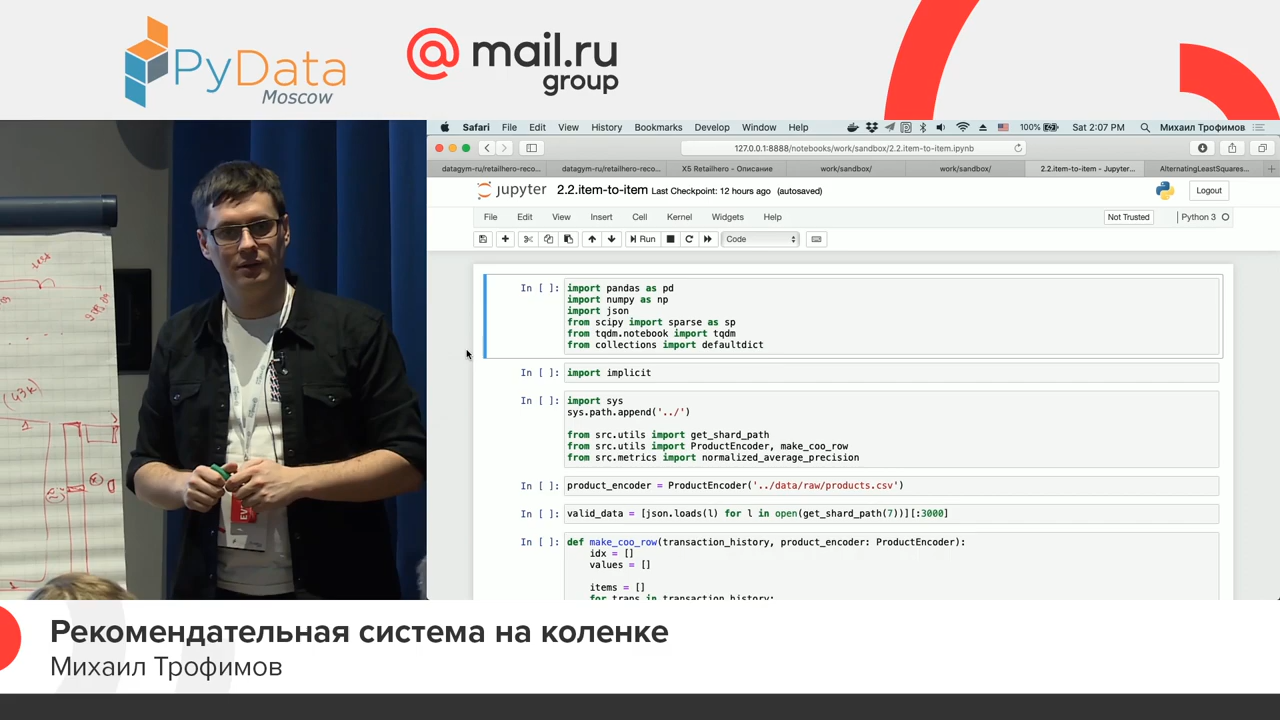 PyData
Moscow
@mail.ru
group
Safari File Edit View History Bookmarks Develop Window Help 100% Sat 2:07 PM Михаил Трофимов
127.0.0.1:8888/notebooks/work/sandbox/2.2.item-to-item.ipynb
datagym-ru/retailhero-reco... datagym-ru/retailhero-reco... X5 Retailhero - Описание work/sandbox/ work/sandbox/ 2.2.item-to-item - Jupyter... AlternatingLeastSquares...
jupyter 2.2.item-to-item Last Checkpoint: 12 hours ago (autosaved) Logout
File Edit View Insert Cell Kernel Widgets Help Not Trusted Python 3
Run Code
In [ ]: import pandas as pd
import numpy as np
import json
from scipy import sparse as sp
from tqdm.notebook import tqdm
from collections import defaultdict
In [ ]: import implicit
In [ ]: import sys
sys.path.append('../')
from src.utils import get_shard_path
from src.utils import ProductEncoder, make_coo_row
from src.metrics import normalized_average_precision
In [ ]: product_encoder = ProductEncoder('../data/raw/products.csv')
In [ ]: valid_data = [json.loads(l) for l in open(get_shard_path(7))][:3000]
In [ ]: def make_coo_row(transaction_history, product_encoder: ProductEncoder):
idx = []
values = []
items = []
for trans in transaction_history:
(43k)
Рекомендательная система на коленке
Михаил Трофимов